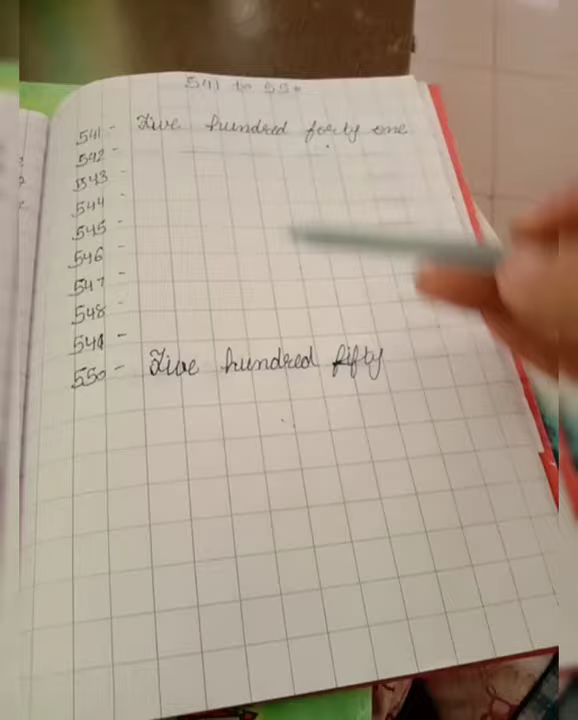 541 to 550
541 - Five hundred forty one
542 -
543 -
544 -
545 -
546 -
547 -
548 -
549 -
550 - Five hundred fifty